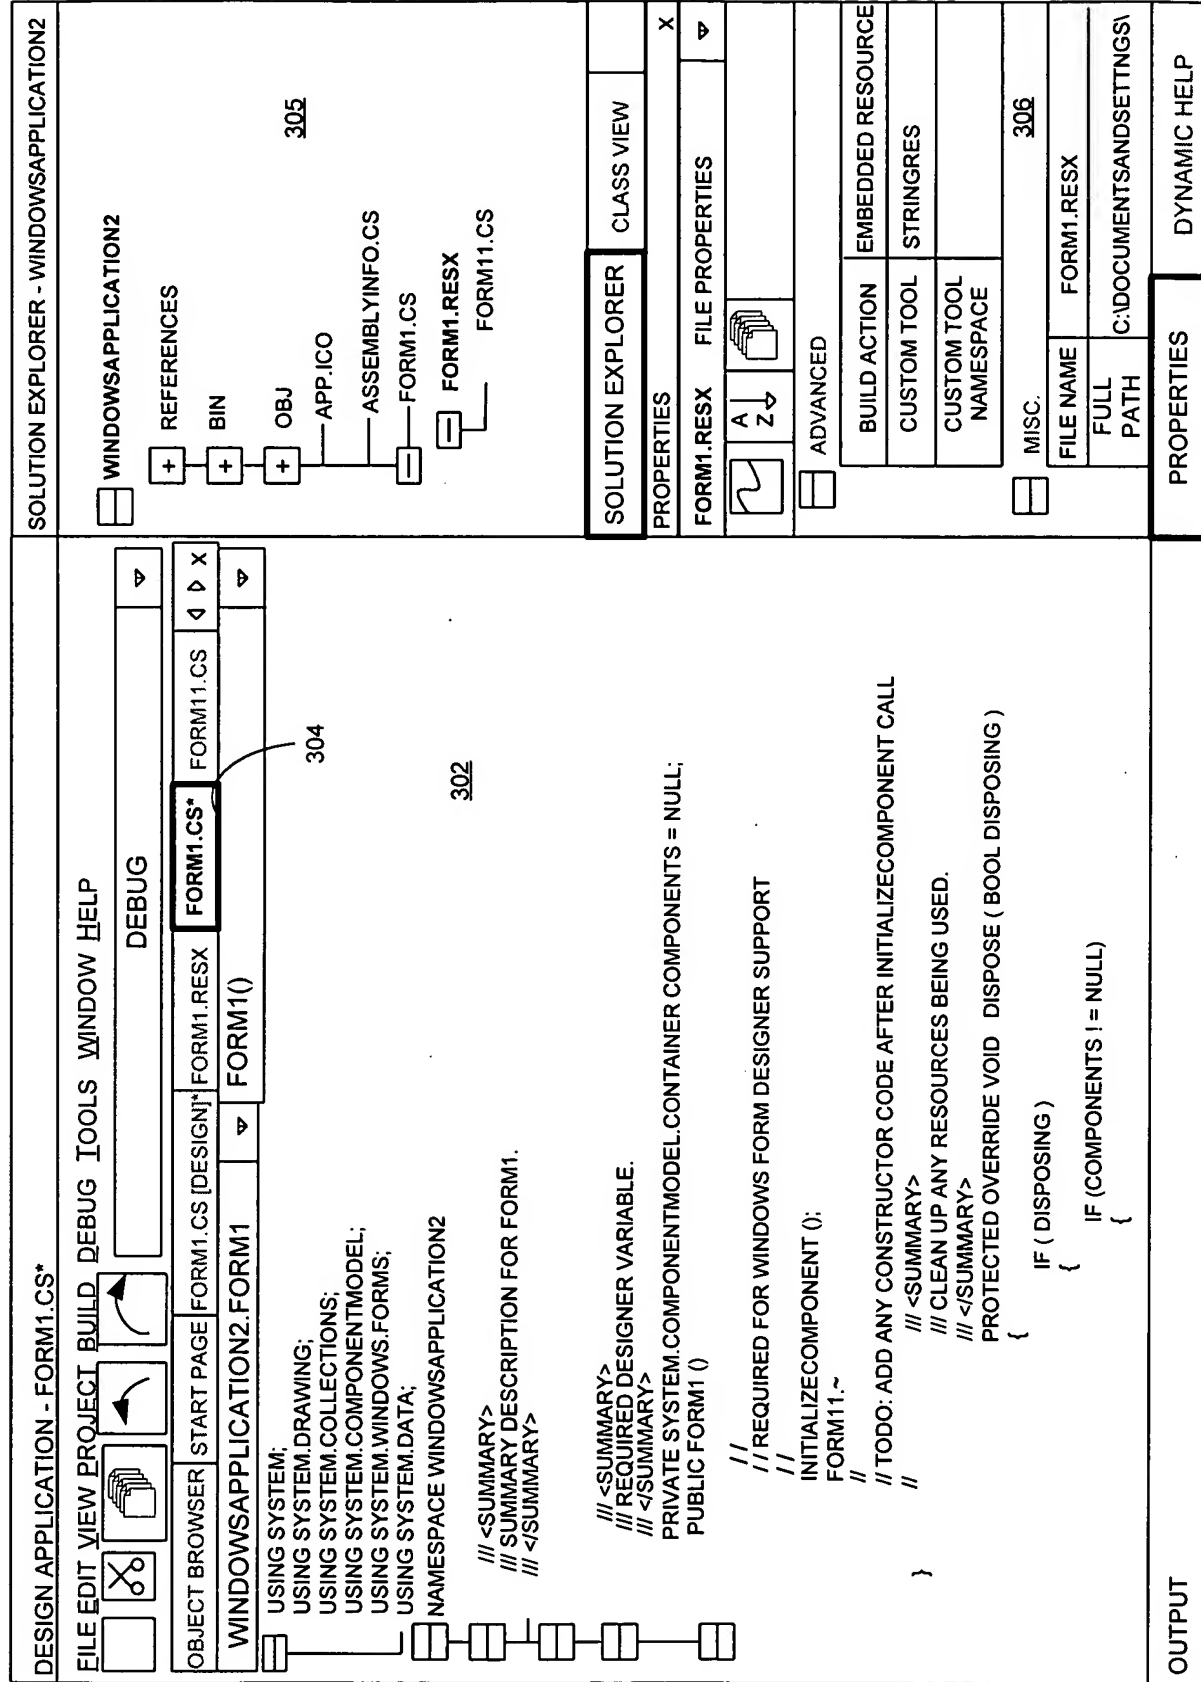 DESIGN APPLICATION - FORM1.CS*
FILE EDIT VIEW PROJECT BUILD DEBUG TOOLS WINDOW HELP
DEBUG
OBJECT BROWSER START PAGE FORM1.CS [DESIGN]* FORM1.RESX FORM1.CS* FORM11.CS X
WINDOWSAPPLICATION2.FORM1 FORM1()
304
302
USING SYSTEM;
USING SYSTEM.DRAWING;
USING SYSTEM.COLLECTIONS;
USING SYSTEM.COMPONENTMODEL;
USING SYSTEM.WINDOWS.FORMS;
USING SYSTEM.DATA;
NAMESPACE WINDOWSAPPLICATION2
/// <SUMMARY>
/// SUMMARY DESCRIPTION FOR FORM1.
/// </SUMMARY>
/// <SUMMARY>
/// REQUIRED DESIGNER VARIABLE.
/// </SUMMARY>
PRIVATE SYSTEM.COMPONENTMODEL.CONTAINER COMPONENTS = NULL;
PUBLIC FORM1 ()
//
// REQUIRED FOR WINDOWS FORM DESIGNER SUPPORT
//
INITIALIZECOMPONENT ();
FORM11.~
//
// TODO: ADD ANY CONSTRUCTOR CODE AFTER INITIALIZECOMPONENT CALL
//
}
/// <SUMMARY>
/// CLEAN UP ANY RESOURCES BEING USED.
/// </SUMMARY>
PROTECTED OVERRIDE VOID DISPOSE ( BOOL DISPOSING )
{
IF ( DISPOSING )
{
IF (COMPONENTS ! = NULL)
{
OUTPUT
SOLUTION EXPLORER - WINDOWSAPPLICATION2
WINDOWSAPPLICATION2
+ REFERENCES
+ BIN
+ OBJ
APP.ICO
ASSEMBLYINFO.CS
- FORM1.CS
- FORM1.RESX
FORM11.CS
305
SOLUTION EXPLORER CLASS VIEW
PROPERTIES X
FORM1.RESX FILE PROPERTIES
A Z
ADVANCED
BUILD ACTION EMBEDDED RESOURCE
CUSTOM TOOL STRINGRES
CUSTOM TOOL
NAMESPACE
MISC.
306
FILE NAME FORM1.RESX
FULL
PATH C:\DOCUMENTSANDSETTNGS\
PROPERTIES DYNAMIC HELP